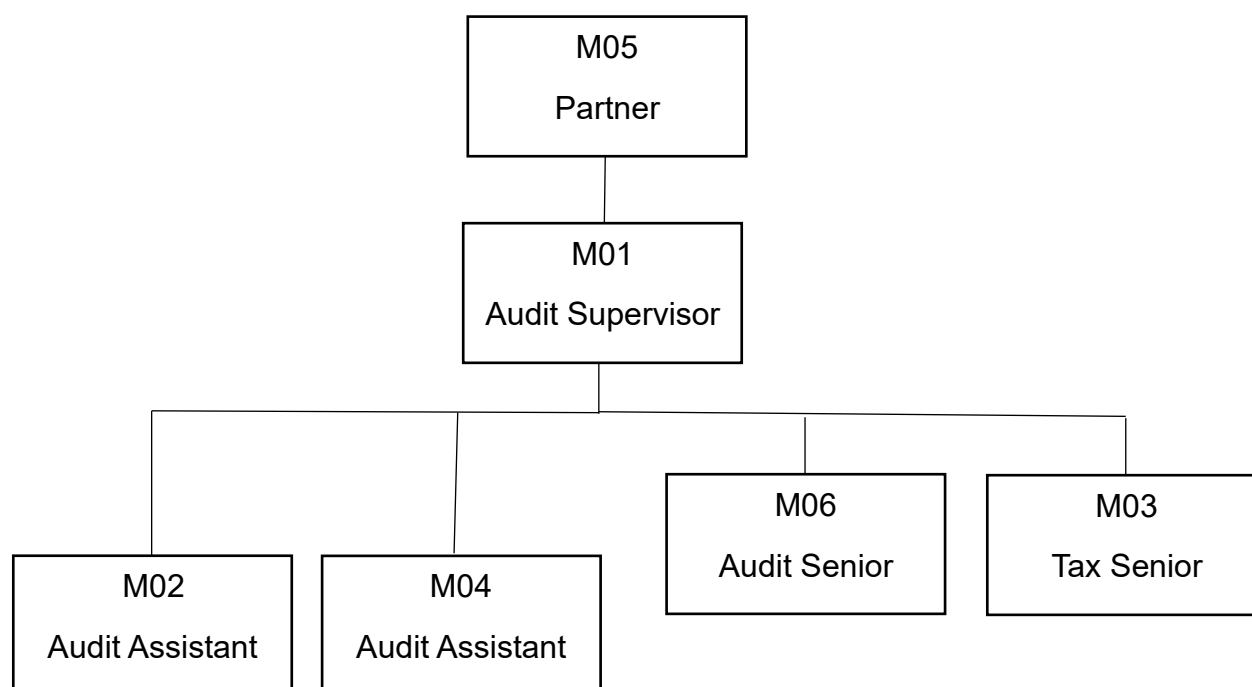 M05
Partner
M01
Audit Supervisor
M06
Audit Senior
M03
Tax Senior
M02
Audit Assistant
M04
Audit Assistant